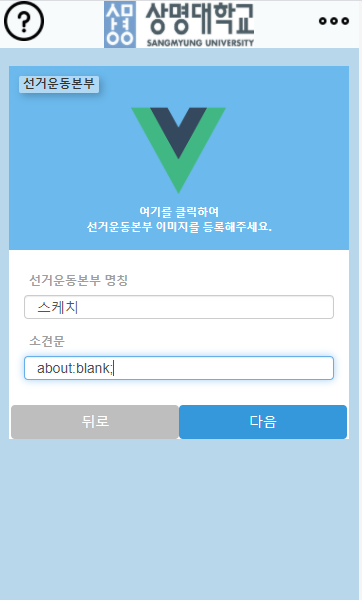 ?
상명
상명대학교
SANGMYUNG UNIVERSITY
선거운동본부
여기를 클릭하여
선거운동본부 이미지를 등록해주세요.
선거운동본부 명칭
스케치
소견문
about:blank;
뒤로
다음